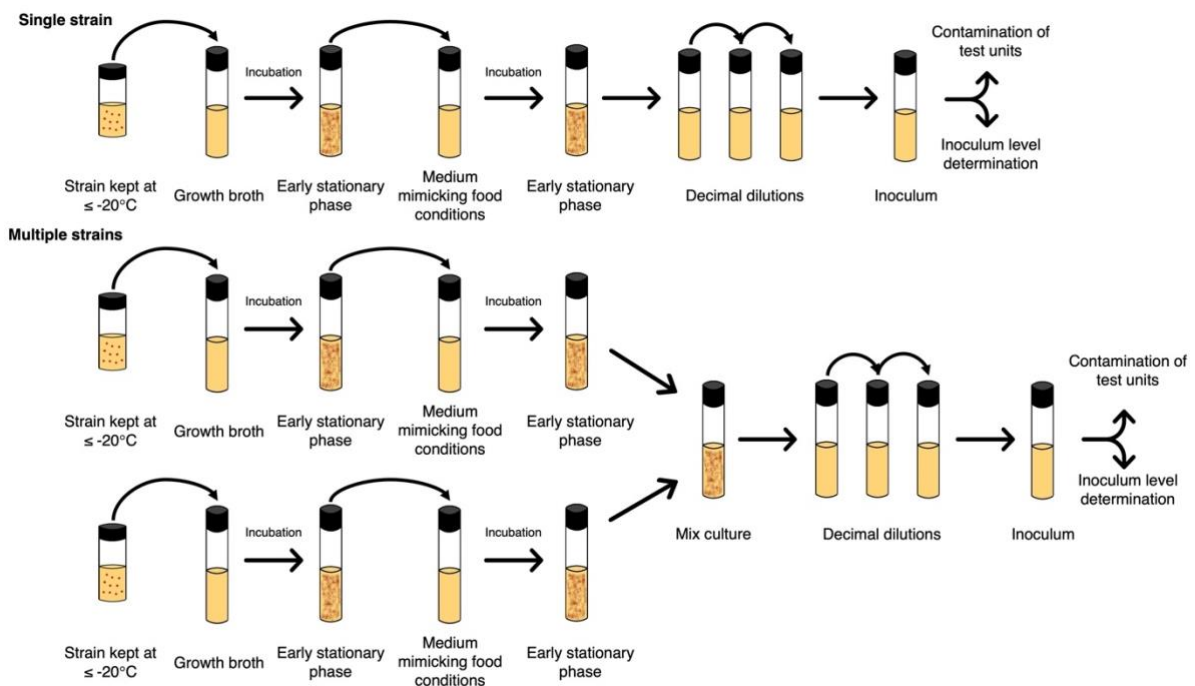 Single strain
Incubation
Incubation
Contamination of
test units
Inoculum level
determination
Strain kept at
≤ -20°C
Growth broth
Early stationary
phase
Medium
mimicking food
conditions
Early stationary
phase
Decimal dilutions
Inoculum
Multiple strains
Incubation
Incubation
Strain kept at
≤ -20°C
Growth broth
Early stationary
phase
Medium
mimicking food
conditions
Early stationary
phase
Contamination of
test units
Inoculum level
determination
Mix culture
Decimal dilutions
Inoculum
Incubation
Incubation
Strain kept at
≤ -20°C
Growth broth
Early stationary
phase
Medium
mimicking food
conditions
Early stationary
phase